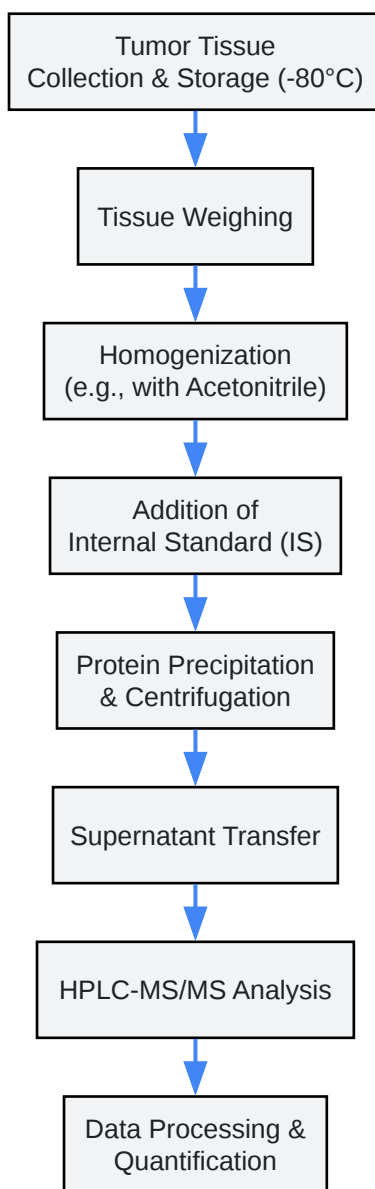 Tumor Tissue
Collection & Storage (-80°C)
Tissue Weighing
Homogenization
(e.g., with Acetonitrile)
Addition of
Internal Standard (IS)
Protein Precipitation
& Centrifugation
Supernatant Transfer
HPLC-MS/MS Analysis
Data Processing &
Quantification